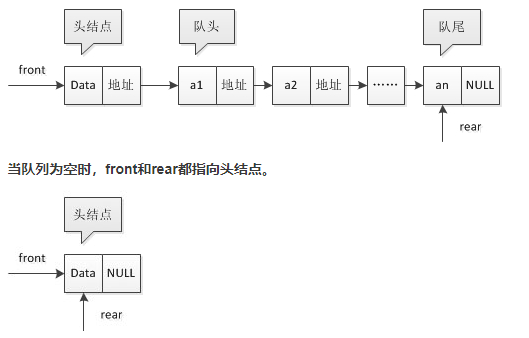 头结点 队头 队尾
front Data 地址 a1 地址 a2 地址 …… an NULL
rear
当队列为空时，front和rear都指向头结点。
头结点
front Data NULL
rear